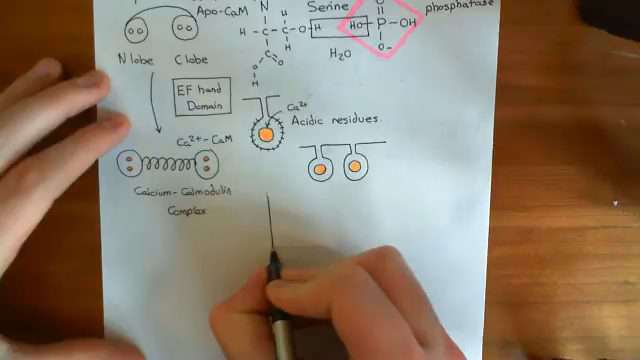 Apo-CaM
N lobe C lobe
Serine
phosphatase
N
H
H - C - C - O - H
H
C
O
O
H
HO - P - OH
O
O-
H2O
EF hand
Domain
Ca2+
Acidic residues.
Ca2+-CaM
Calcium-Calmodulin
Complex